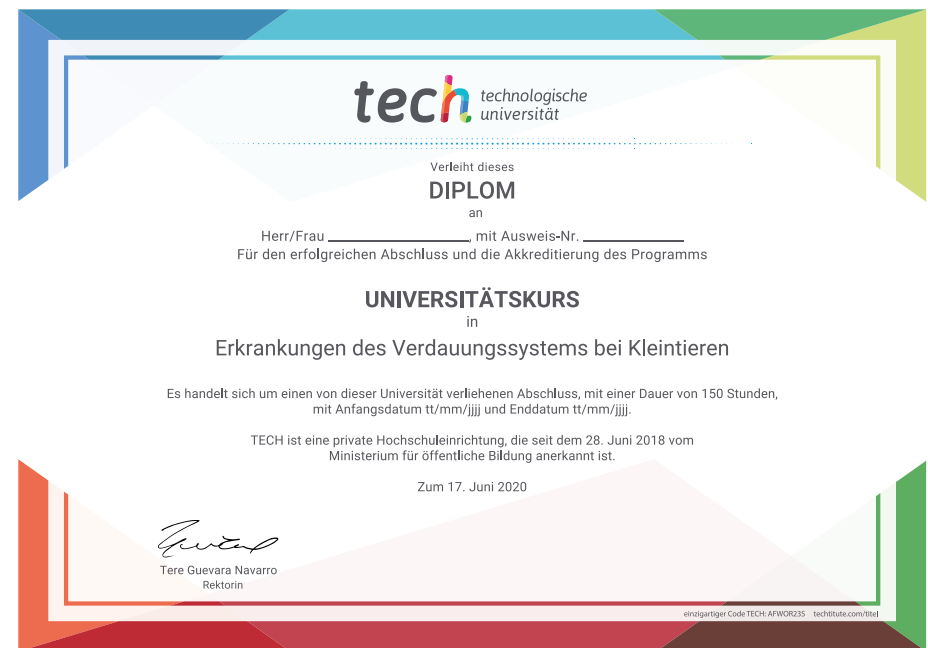 tech technologische
universität
Verleiht dieses
DIPLOM
an
Herr/Frau ____________, mit Ausweis-Nr. ____________
Für den erfolgreichen Abschluss und die Akkreditierung des Programms
UNIVERSITÄTSKURS
in
Erkrankungen des Verdauungssystems bei Kleintieren
Es handelt sich um einen von dieser Universität verliehenen Abschluss, mit einer Dauer von 150 Stunden,
mit Anfangsdatum tt/mm/jjjj und Enddatum tt/mm/jjjj.
TECH ist eine private Hochschuleinrichtung, die seit dem 28. Juni 2018 vom
Ministerium für öffentliche Bildung anerkannt ist.
Zum 17. Juni 2020
Tere Guevara Navarro
Rektorin
einzigartiger Code TECH: AFWOR23S techtitute.com/titel